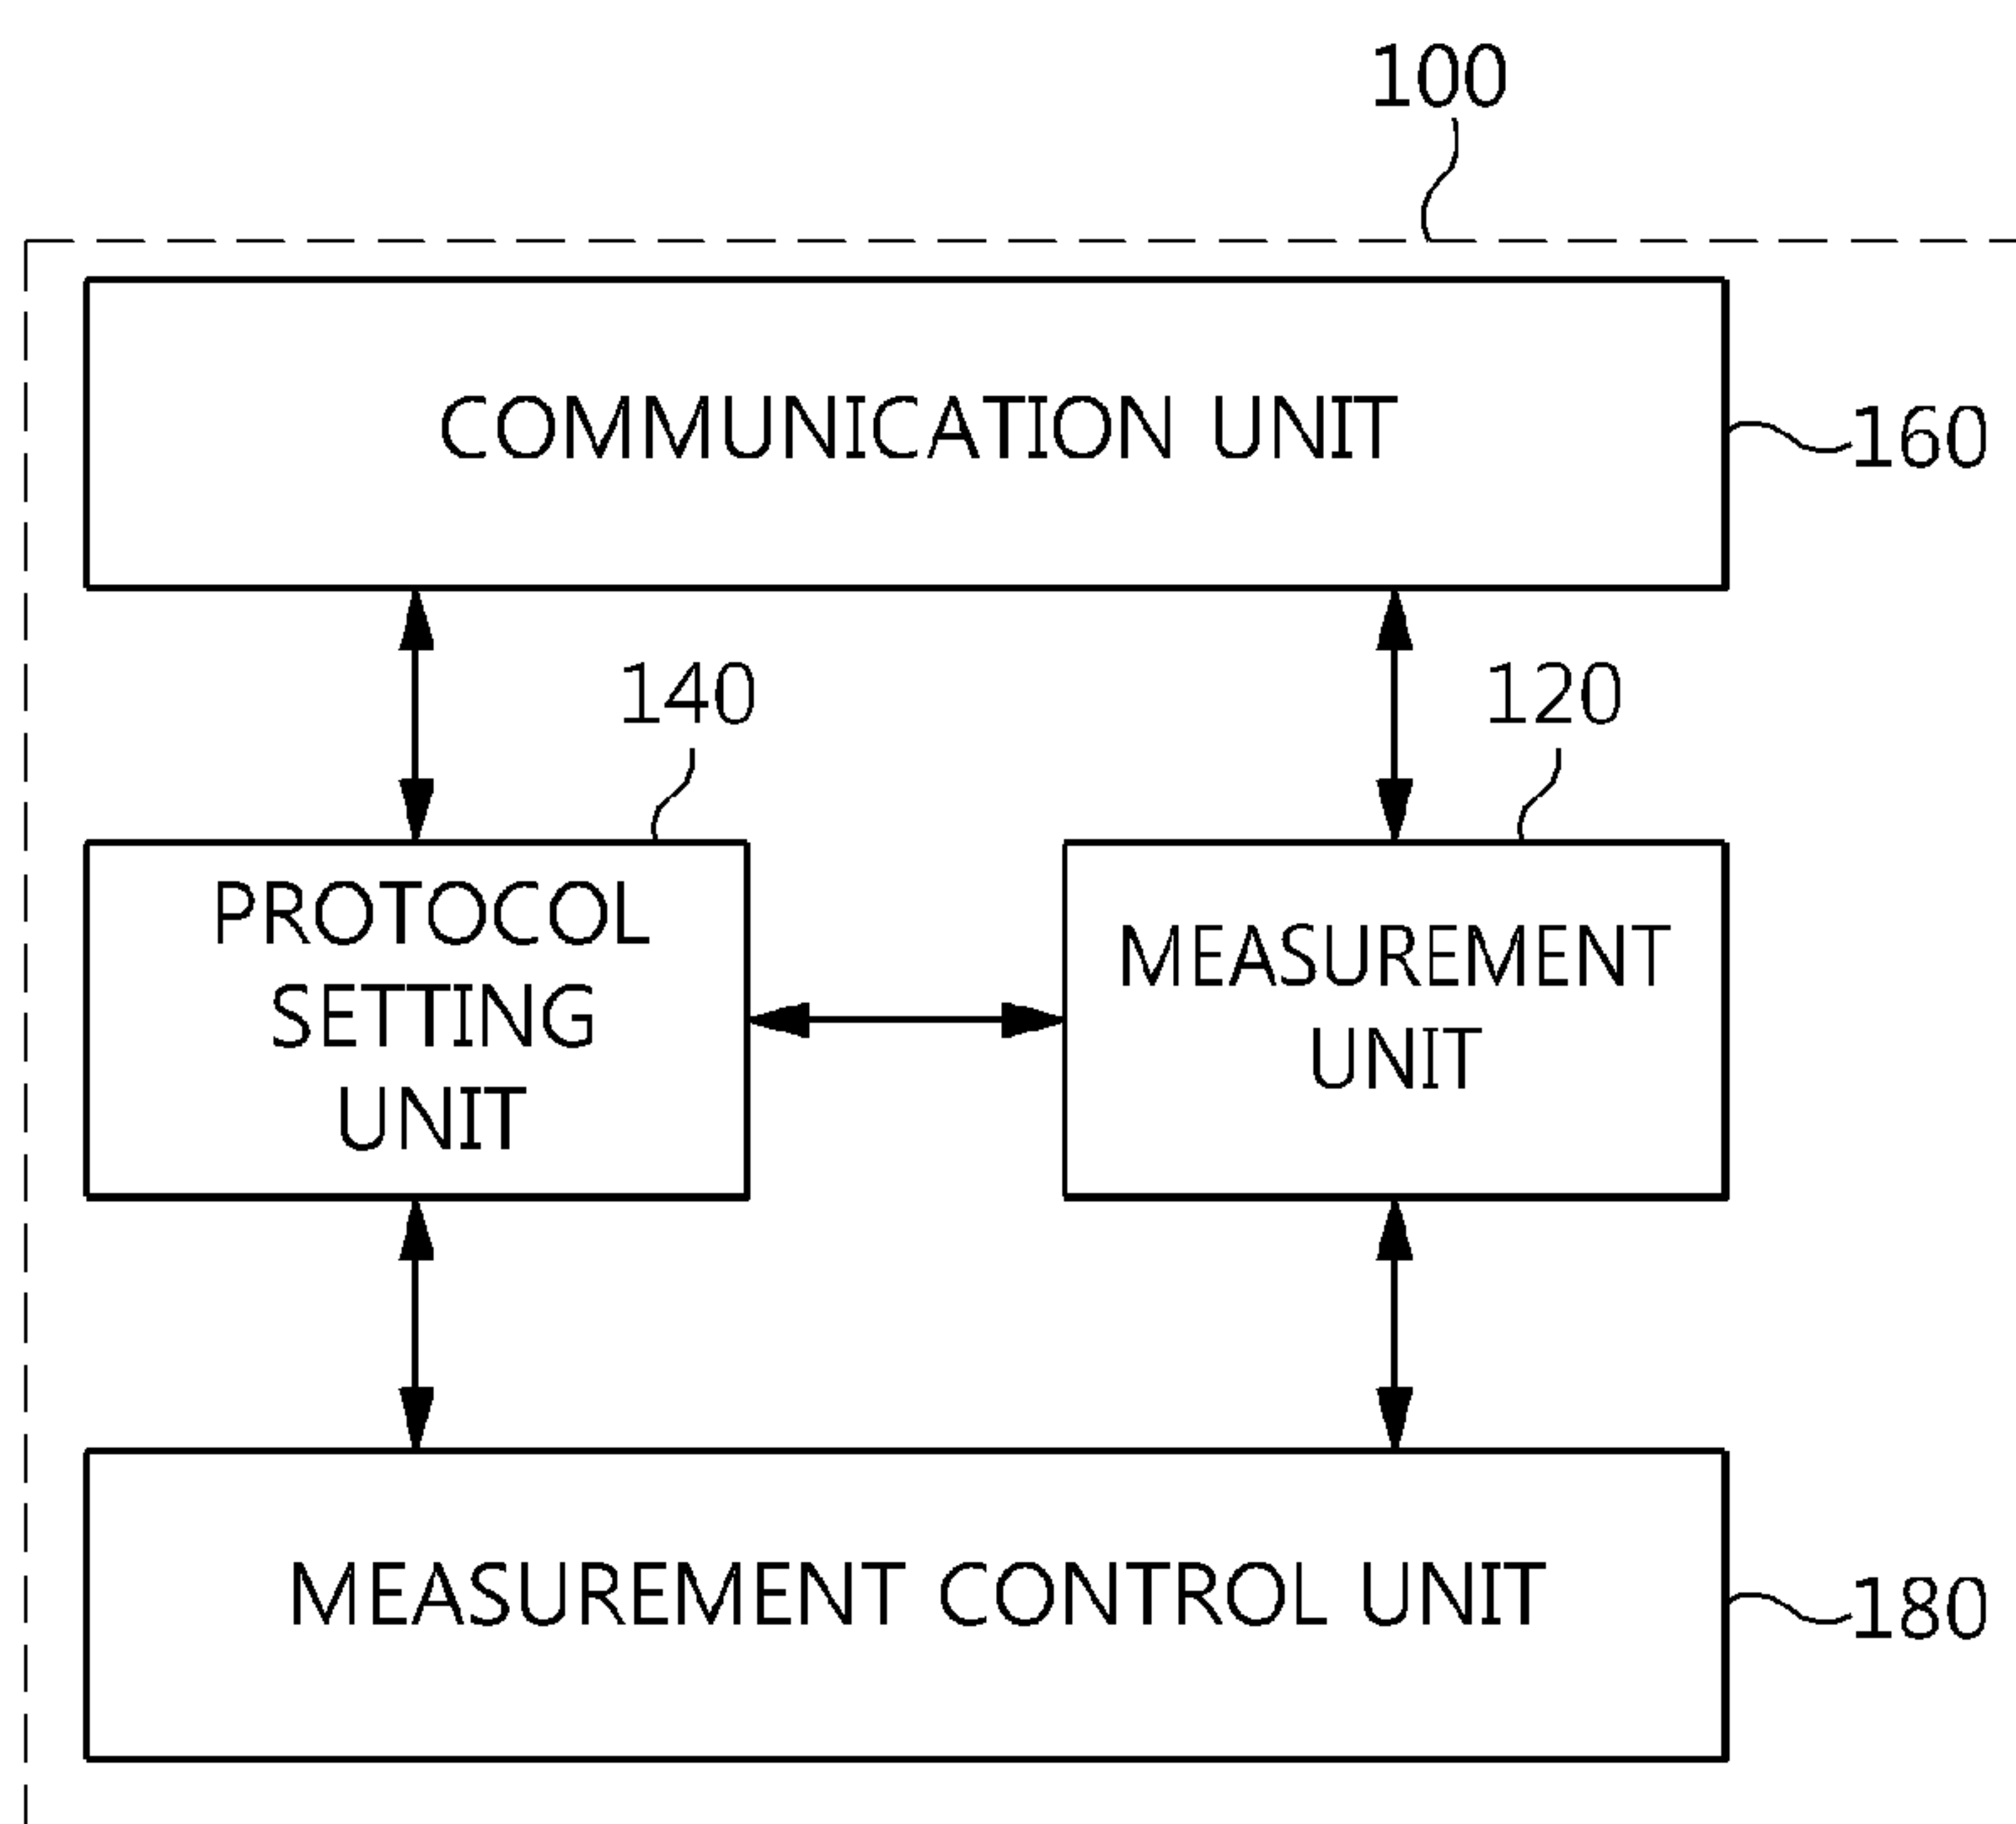 100
COMMUNICATION UNIT
160
140
120
PROTOCOL
SETTING
UNIT
MEASUREMENT
UNIT
MEASUREMENT CONTROL UNIT
180